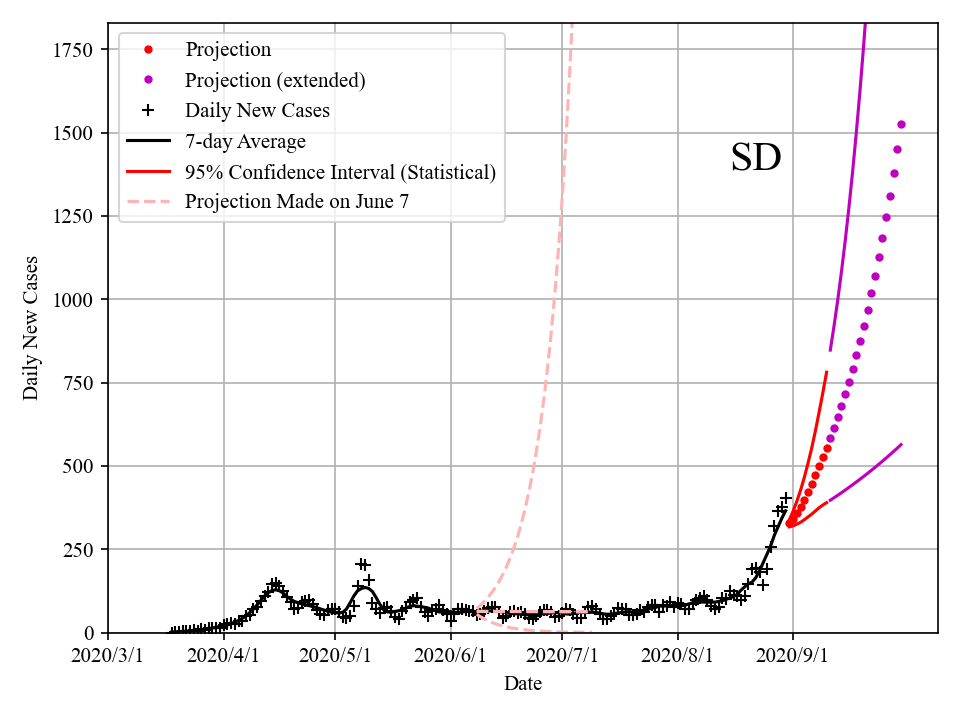 1750
1500
1250
1000
750
500
250
0
Daily New Cases
Projection
Projection (extended)
Daily New Cases
7-day Average
95% Confidence Interval (Statistical)
Projection Made on June 7
SD
2020/3/1 2020/4/1 2020/5/1 2020/6/1 2020/7/1 2020/8/1 2020/9/1
Date